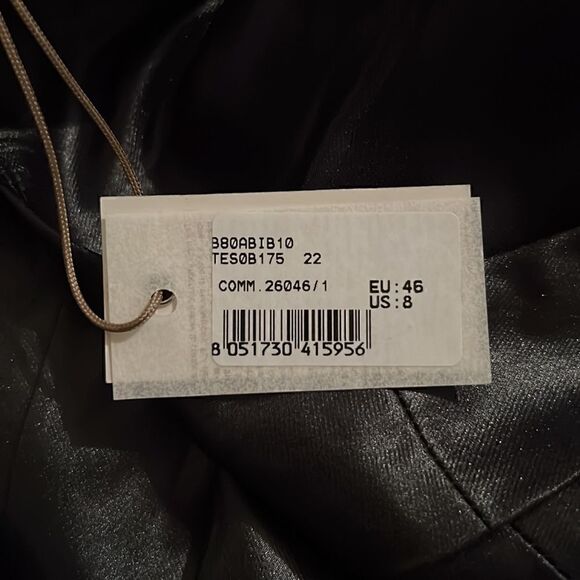 B80ABIB10
TES0B175 22
COMM.26046/1
EU:46
US:8
8 051730 415956